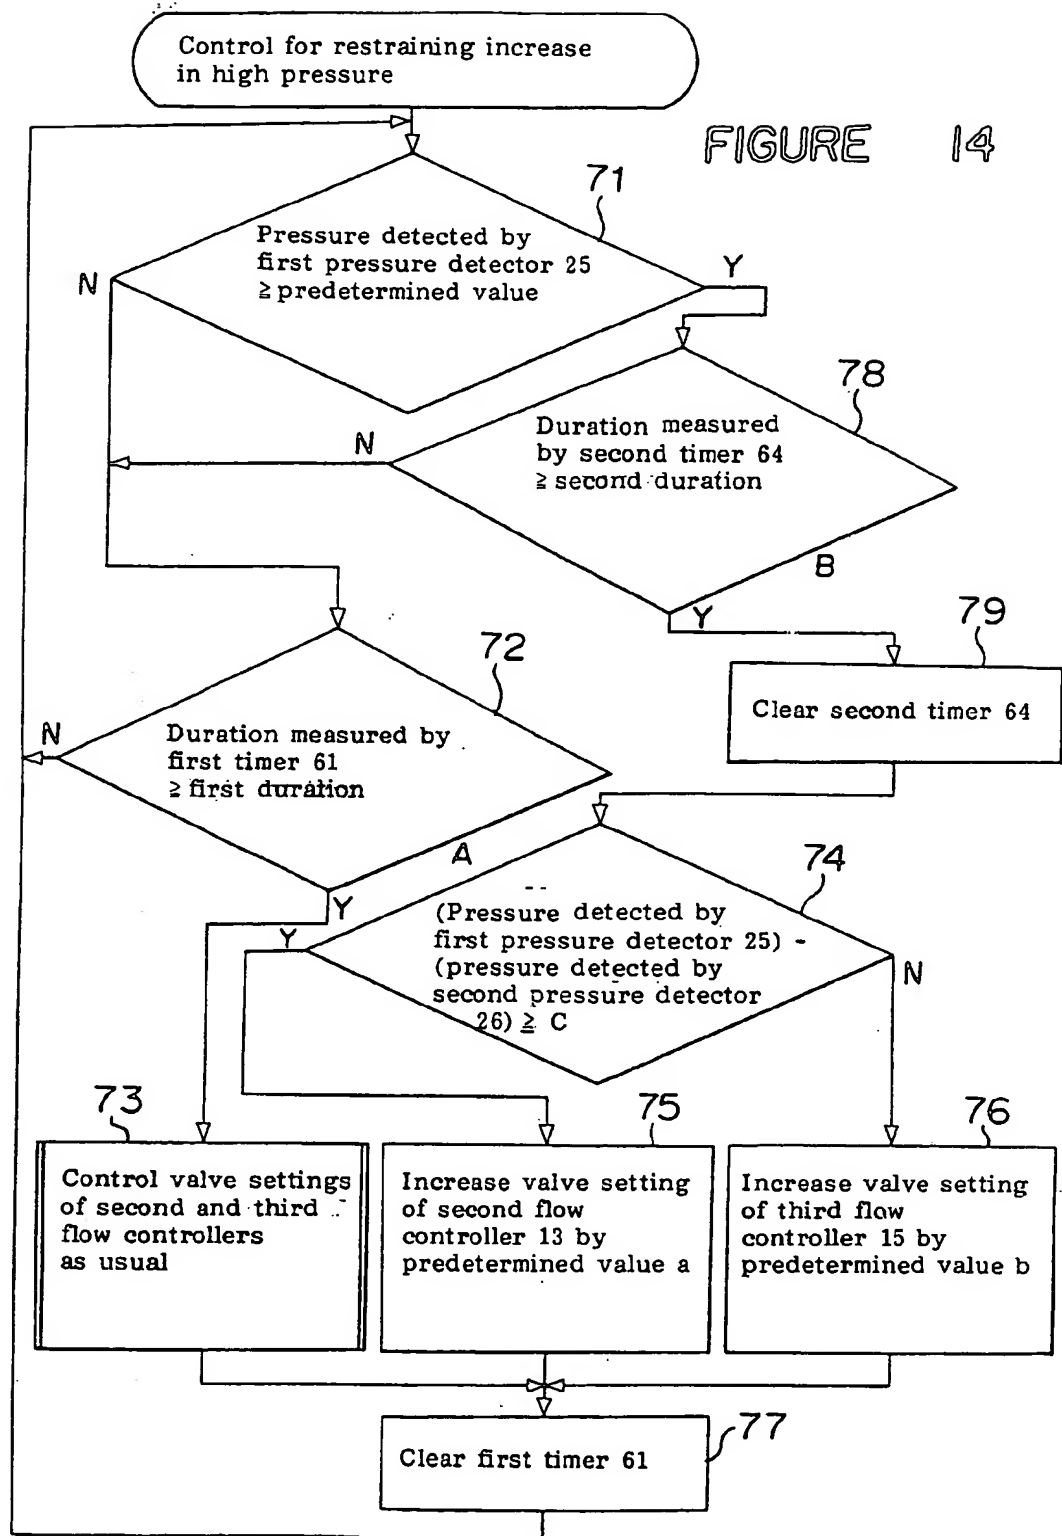 Control for restraining increase
in high pressure
FIGURE 14
71
Pressure detected by
first pressure detector 25
≥ predetermined value
N
Y
78
Duration measured
by second timer 64
≥ second duration
N
B
Y
79
Clear second timer 64
72
Duration measured by
first timer 61
≥ first duration
N
A
Y
74
(Pressure detected by
first pressure detector 25) -
(pressure detected by
second pressure detector
26) ≥ C
Y
N
73
Control valve settings
of second and third
flow controllers
as usual
75
Increase valve setting
of second flow
controller 13 by
predetermined value a
76
Increase valve setting
of third flow
controller 15 by
predetermined value b
77
Clear first timer 61